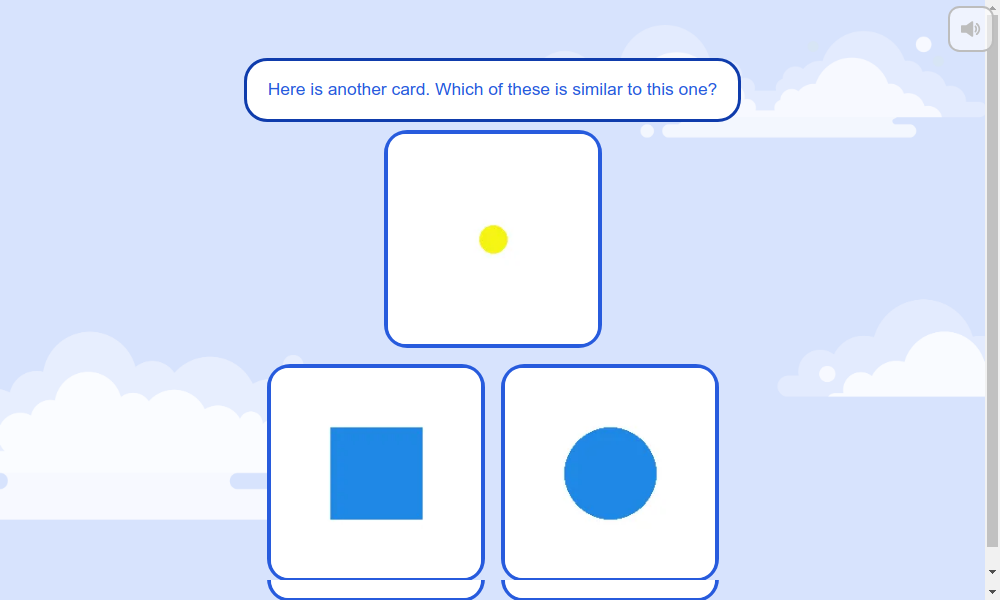 Here is another card. Which of these is similar to this one?